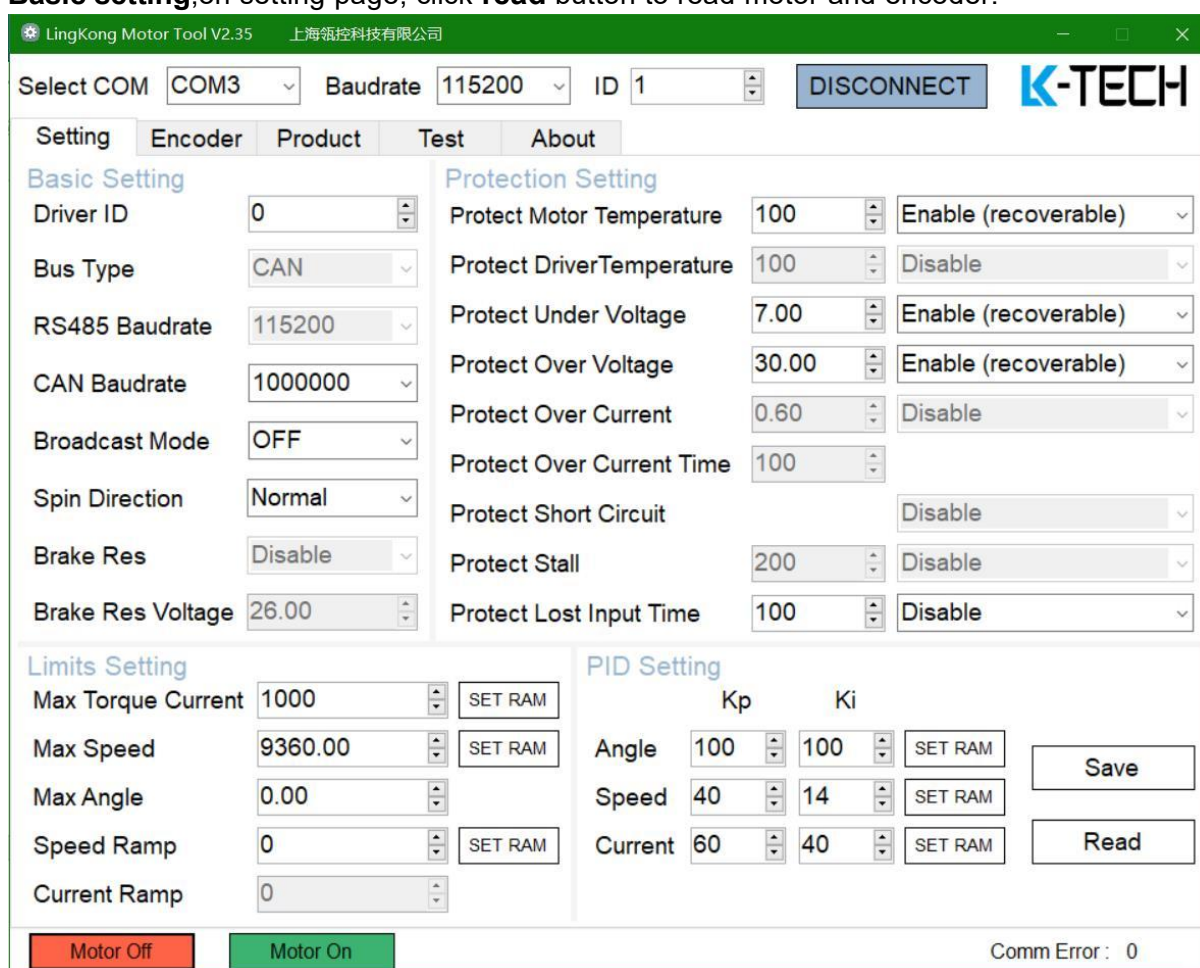 Basic setting,on setting page, click read button to read motor and encoder.
LingKong Motor Tool V2.35 上海瓴控科技有限公司
Select COM COM3 Baudrate 115200 ID 1 DISCONNECT K-TECH
Setting Encoder Product Test About
Basic Setting
Driver ID 0
Bus Type CAN
RS485 Baudrate 115200
CAN Baudrate 1000000
Broadcast Mode OFF
Spin Direction Normal
Brake Res Disable
Brake Res Voltage 26.00
Protection Setting
Protect Motor Temperature 100 Enable (recoverable)
Protect DriverTemperature 100 Disable
Protect Under Voltage 7.00 Enable (recoverable)
Protect Over Voltage 30.00 Enable (recoverable)
Protect Over Current 0.60 Disable
Protect Over Current Time 100
Protect Short Circuit Disable
Protect Stall 200 Disable
Protect Lost Input Time 100 Disable
Limits Setting
Max Torque Current 1000 SET RAM
Max Speed 9360.00 SET RAM
Max Angle 0.00
Speed Ramp 0 SET RAM
Current Ramp 0
PID Setting
Kp Ki
Angle 100 100 SET RAM
Speed 40 14 SET RAM
Current 60 40 SET RAM
Save
Read
Motor Off Motor On Comm Error : 0